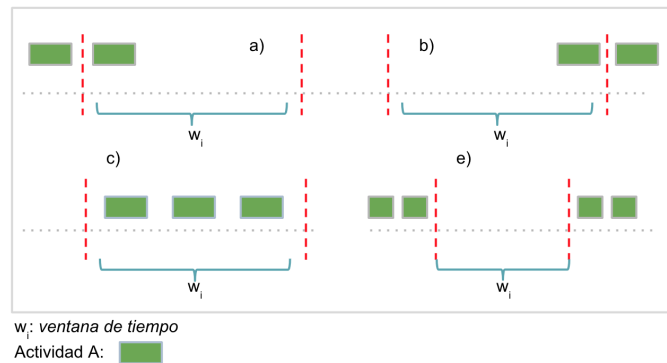 a)
b)
w i
w i
c)
e)
w i
w i
w i: ventana de tiempo
Actividad A: